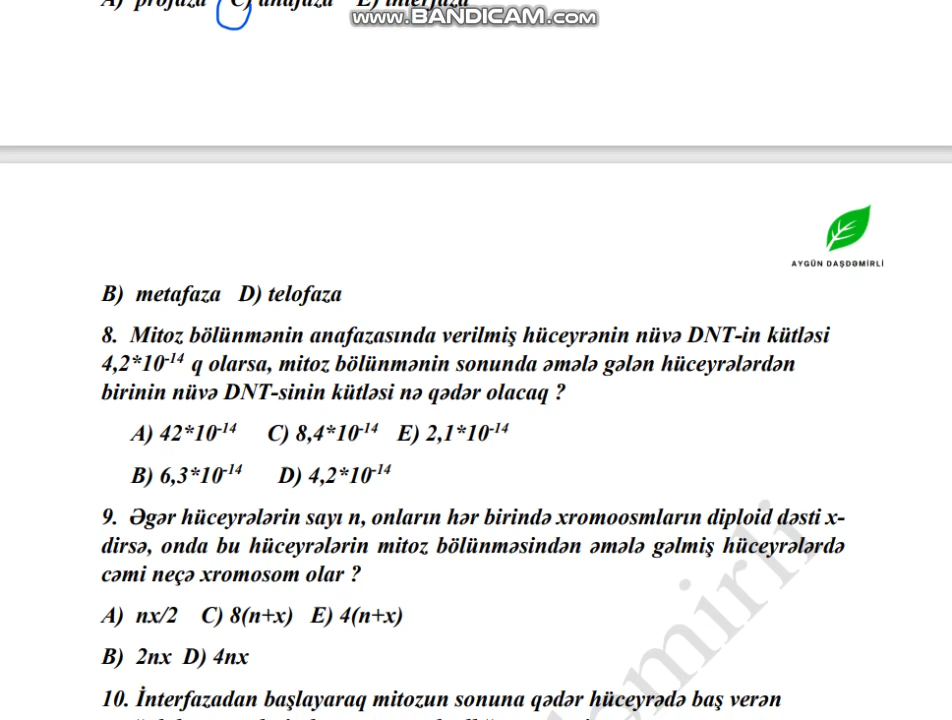 A) profaza C) anafaza E) interfaza
www.BANDICAM.com
AYGÜN DAŞDƏMİRLİ
B) metafaza D) telofaza
8. Mitoz bölünmənin anafazasında verilmiş hüceyrənin nüvə DNT-in kütləsi
4,2*10⁻¹⁴ q olarsa, mitoz bölünmənin sonunda əmələ gələn hüceyrələrdən
birinin nüvə DNT-sinin kütləsi nə qədər olacaq ?
A) 42*10⁻¹⁴ C) 8,4*10⁻¹⁴ E) 2,1*10⁻¹⁴
B) 6,3*10⁻¹⁴ D) 4,2*10⁻¹⁴
9. Əgər hüceyrələrin sayı n, onların hər birində xromoosmların diploid dəsti x-
dirsə, onda bu hüceyrələrin mitoz bölünməsindən əmələ gəlmiş hüceyrələrdə
cəmi neçə xromosom olar ?
A) nx/2 C) 8(n+x) E) 4(n+x)
B) 2nx D) 4nx
10. İnterfazadan başlayaraq mitozun sonuna qədər hüceyrədə baş verən